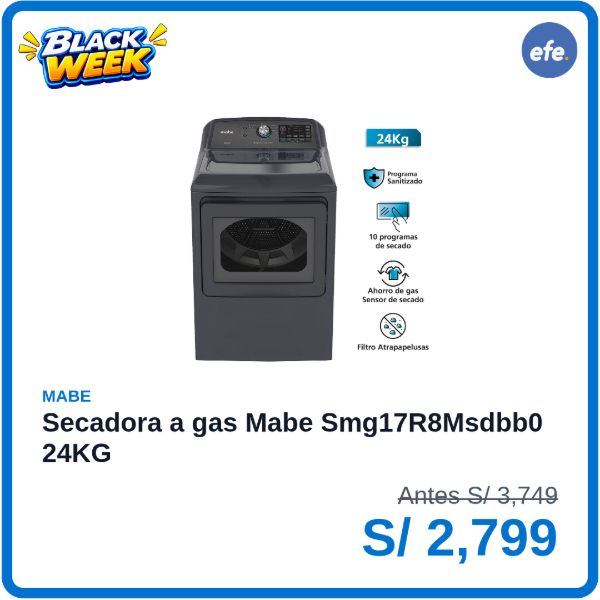 BLACK
WEEK
efe.
mabe
24Kg
Programa
Sanitizado
10 programas
de secado
Ahorro de gas
Sensor de secado
Filtro Atrapapelusas
MABE
Secadora a gas Mabe Smg17R8Msdbb0
24KG
Antes S/ 3,749
S/ 2,799